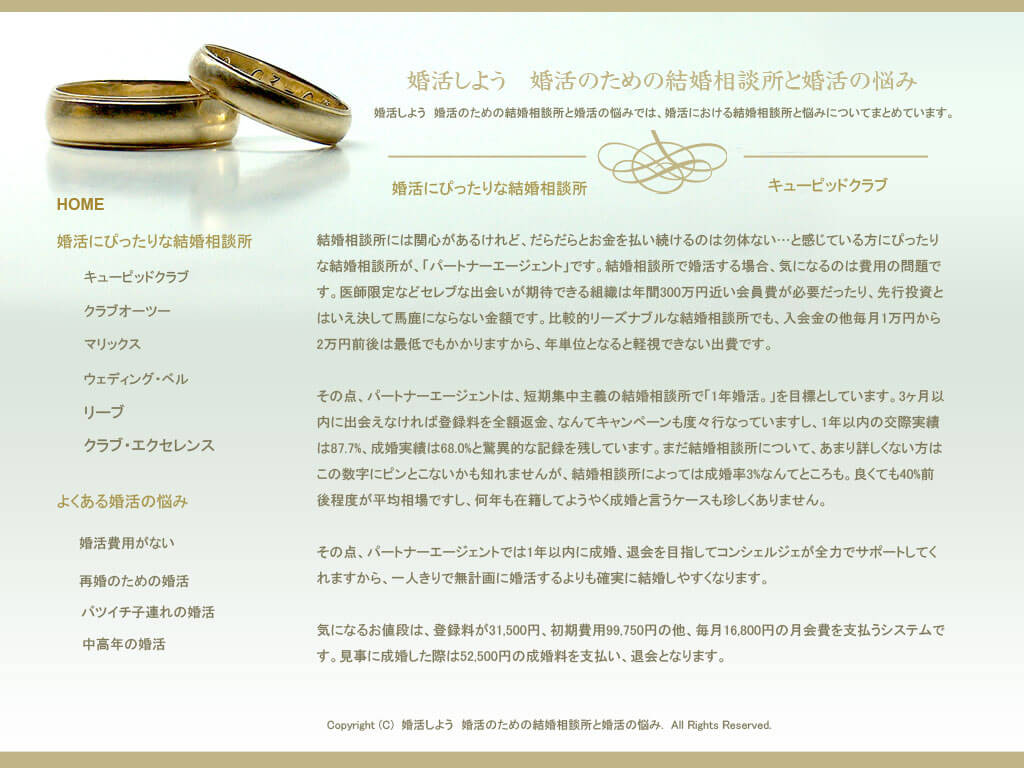 婚活しよう　婚活のための結婚相談所と婚活の悩み
婚活しよう　婚活のための結婚相談所と婚活の悩みでは、婚活における結婚相談所と悩みについてまとめています。
婚活にぴったりな結婚相談所
キューピッドクラブ
HOME
婚活にぴったりな結婚相談所
キューピッドクラブ
クラブオーツー
マリックス
ウェディング・ベル
リーブ
クラブ・エクセレンス
よくある婚活の悩み
婚活費用がない
再婚のための婚活
バツイチ子連れの婚活
中高年の婚活
結婚相談所には関心があるけれど、だらだらとお金を払い続けるのは勿体ない…と感じている方にぴったり
な結婚相談所が、「パートナーエージェント」です。結婚相談所で婚活する場合、気になるのは費用の問題で
す。医師限定などセレブな出会いが期待できる組織は年間300万円近い会員費が必要だったり、先行投資と
はいえ決して馬鹿にならない金額です。比較的リーズナブルな結婚相談所でも、入会金の他毎月1万円から
2万円前後は最低でもかかりますから、年単位となると軽視できない出費です。
その点、パートナーエージェントは、短期集中主義の結婚相談所で「1年婚活。」を目標としています。3ヶ月以
内に出会えなければ登録料を全額返金、なんてキャンペーンも度々行なっていますし、1年以内の交際実績
は87.7%、成婚実績は68.0%と驚異的な記録を残しています。まだ結婚相談所について、あまり詳しくない方は
この数字にピンとこないかも知れませんが、結婚相談所によっては成婚率3%なんてところも。良くても40%前
後程度が平均相場ですし、何年も在籍してようやく成婚と言うケースも珍しくありません。
その点、パートナーエージェントでは1年以内に成婚、退会を目指してコンシェルジェが全力でサポートしてく
れますから、一人きりで無計画に婚活するよりも確実に結婚しやすくなります。
気になるお値段は、登録料が31,500円、初期費用99,750円の他、毎月16,800円の月会費を支払うシステムで
す。見事に成婚した際は52,500円の成婚料を支払い、退会となります。
Copyright (C) 婚活しよう　婚活のための結婚相談所と婚活の悩み. All Rights Reserved.